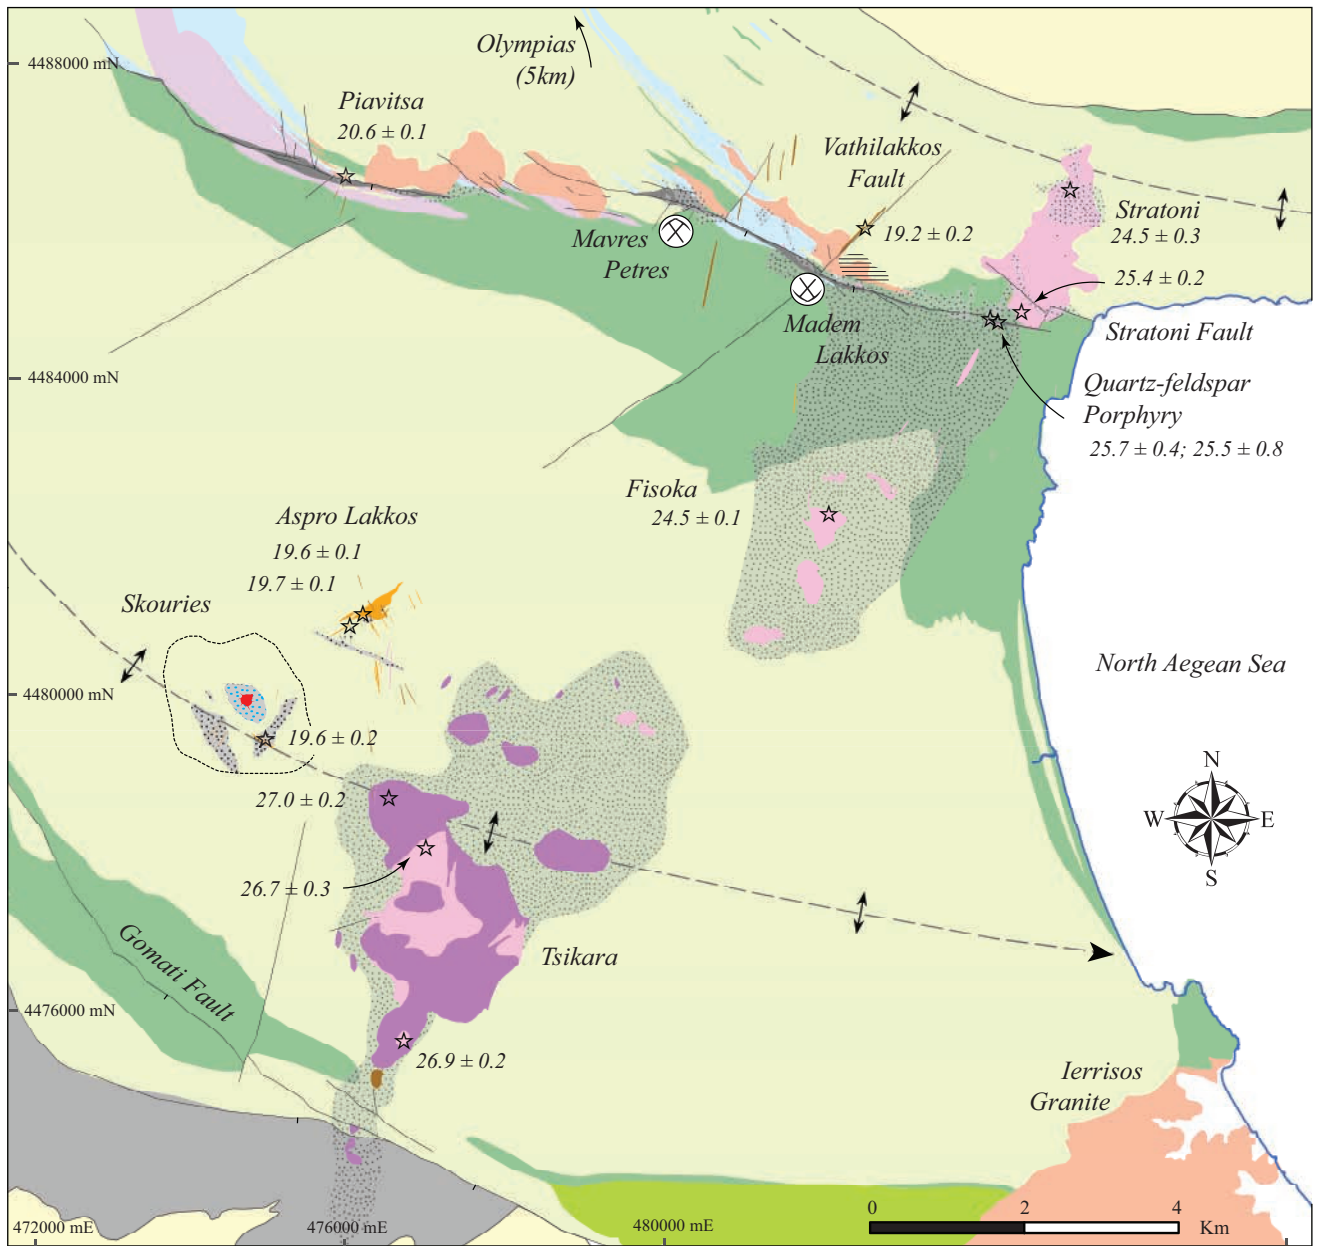 4488000 mN
Olympias
(5km)
Piavitsa
20.6 ± 0.1
Vathilakkos
Fault
Stratoni
24.5 ± 0.3
19.2 ± 0.2
Mavres
Petres
25.4 ± 0.2
Madem
Lakkos
Stratoni Fault
4484000 mN
Quartz-feldspar
Porphyry
25.7 ± 0.4; 25.5 ± 0.8
Fisoka
24.5 ± 0.1
Aspro Lakkos
19.6 ± 0.1
19.7 ± 0.1
Skouries
North Aegean Sea
4480000 mN
19.6 ± 0.2
27.0 ± 0.2
N
W
E
S
26.7 ± 0.3
Tsikara
Gomati Fault
4476000 mN
26.9 ± 0.2
Ierrisos
Granite
0
2
4
Km
472000 mE
476000 mE
480000 mE